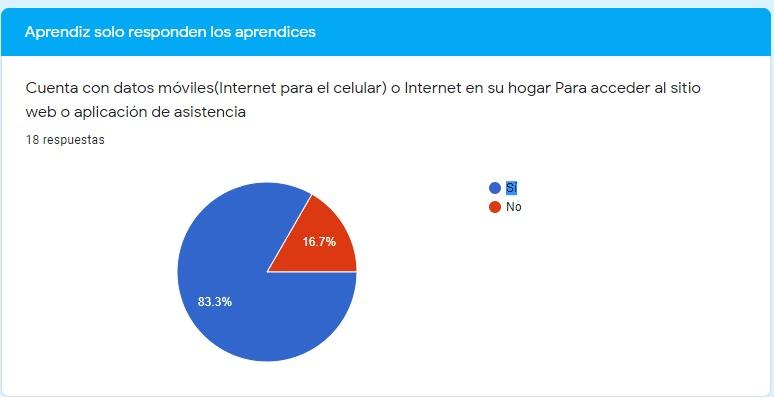 Aprendiz solo responden los aprendices
Cuenta con datos móviles(Internet para el celular) o Internet en su hogar Para acceder al sitio
web o aplicación de asistencia
18 respuestas
Sí
No
16.7%
83.3%